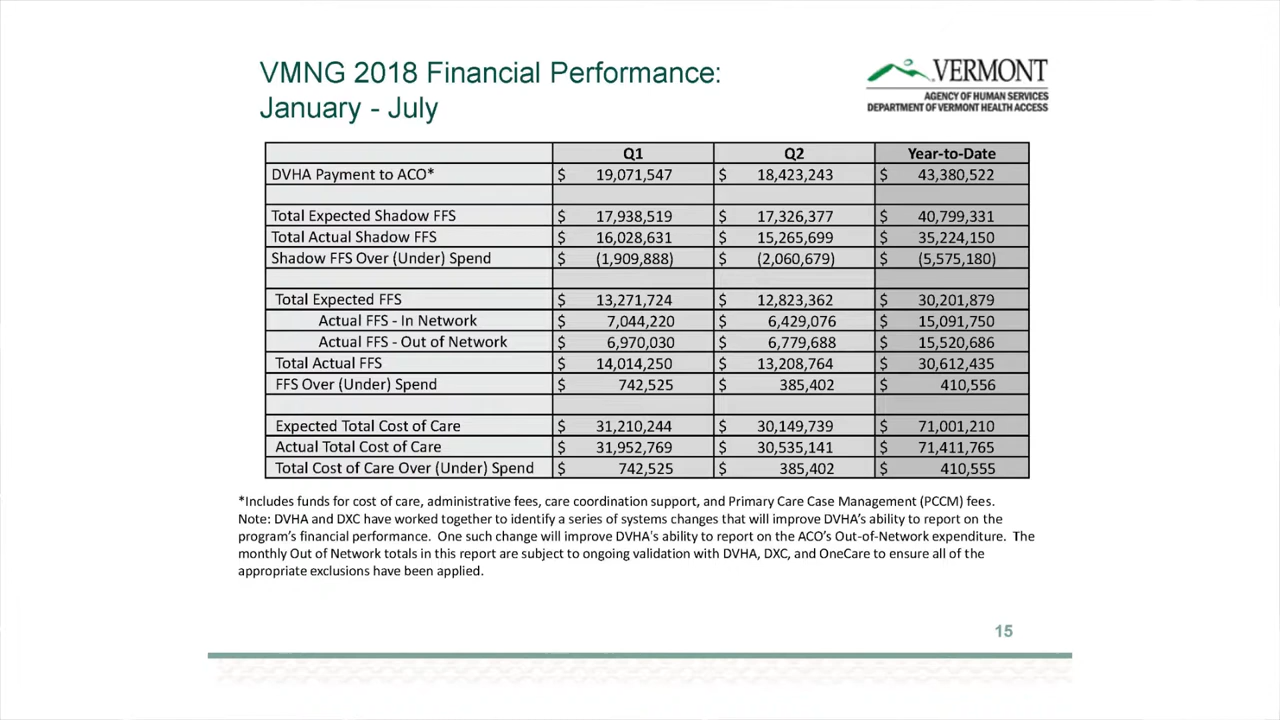 VMNG 2018 Financial Performance:
January - July
VERMONT
AGENCY OF HUMAN SERVICES
DEPARTMENT OF VERMONT HEALTH ACCESS
Q1 Q2 Year-to-Date
DVHA Payment to ACO* $ 19,071,547 $ 18,423,243 $ 43,380,522
Total Expected Shadow FFS $ 17,938,519 $ 17,326,377 $ 40,799,331
Total Actual Shadow FFS $ 16,028,631 $ 15,265,699 $ 35,224,150
Shadow FFS Over (Under) Spend $ (1,909,888) $ (2,060,679) $ (5,575,180)
Total Expected FFS $ 13,271,724 $ 12,823,362 $ 30,201,879
Actual FFS - In Network $ 7,044,220 $ 6,429,076 $ 15,091,750
Actual FFS - Out of Network $ 6,970,030 $ 6,779,688 $ 15,520,686
Total Actual FFS $ 14,014,250 $ 13,208,764 $ 30,612,435
FFS Over (Under) Spend $ 742,525 $ 385,402 $ 410,556
Expected Total Cost of Care $ 31,210,244 $ 30,149,739 $ 71,001,210
Actual Total Cost of Care $ 31,952,769 $ 30,535,141 $ 71,411,765
Total Cost of Care Over (Under) Spend $ 742,525 $ 385,402 $ 410,555
*Includes funds for cost of care, administrative fees, care coordination support, and Primary Care Case Management (PCCM) fees.
Note: DVHA and DXC have worked together to identify a series of systems changes that will improve DVHA's ability to report on the
program's financial performance. One such change will improve DVHA's ability to report on the ACO's Out-of-Network expenditure. The
monthly Out of Network totals in this report are subject to ongoing validation with DVHA, DXC, and OneCare to ensure all of the
appropriate exclusions have been applied.
15